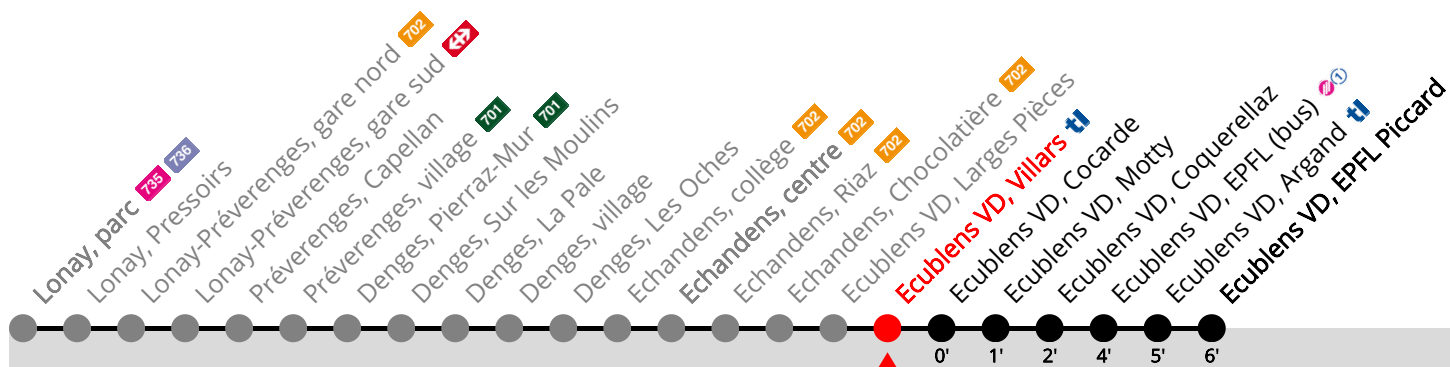 Lonay, parc 735 736
Lonay, Pressoirs
Lonay-Préverenges, gare nord 702
Lonay-Préverenges, gare sud
Préverenges, Capellan
Préverenges, village 701
Denges, Pierraz-Mur 701
Denges, Sur les Moulins
Denges, La Pale
Denges, village
Denges, Les Oches
Echandens, collège 702
Echandens, centre 702
Echandens, Riaz 702
Echandens, Chocolatière 702
Ecublens VD, Larges Pièces
Ecublens VD, Villars tl
Ecublens VD, Cocarde
Ecublens VD, Motty
Ecublens VD, Coquerellaz
Ecublens VD, EPFL (bus) m 1
Ecublens VD, Argand tl
Ecublens VD, EPFL Piccard
0' 1' 2' 4' 5' 6'